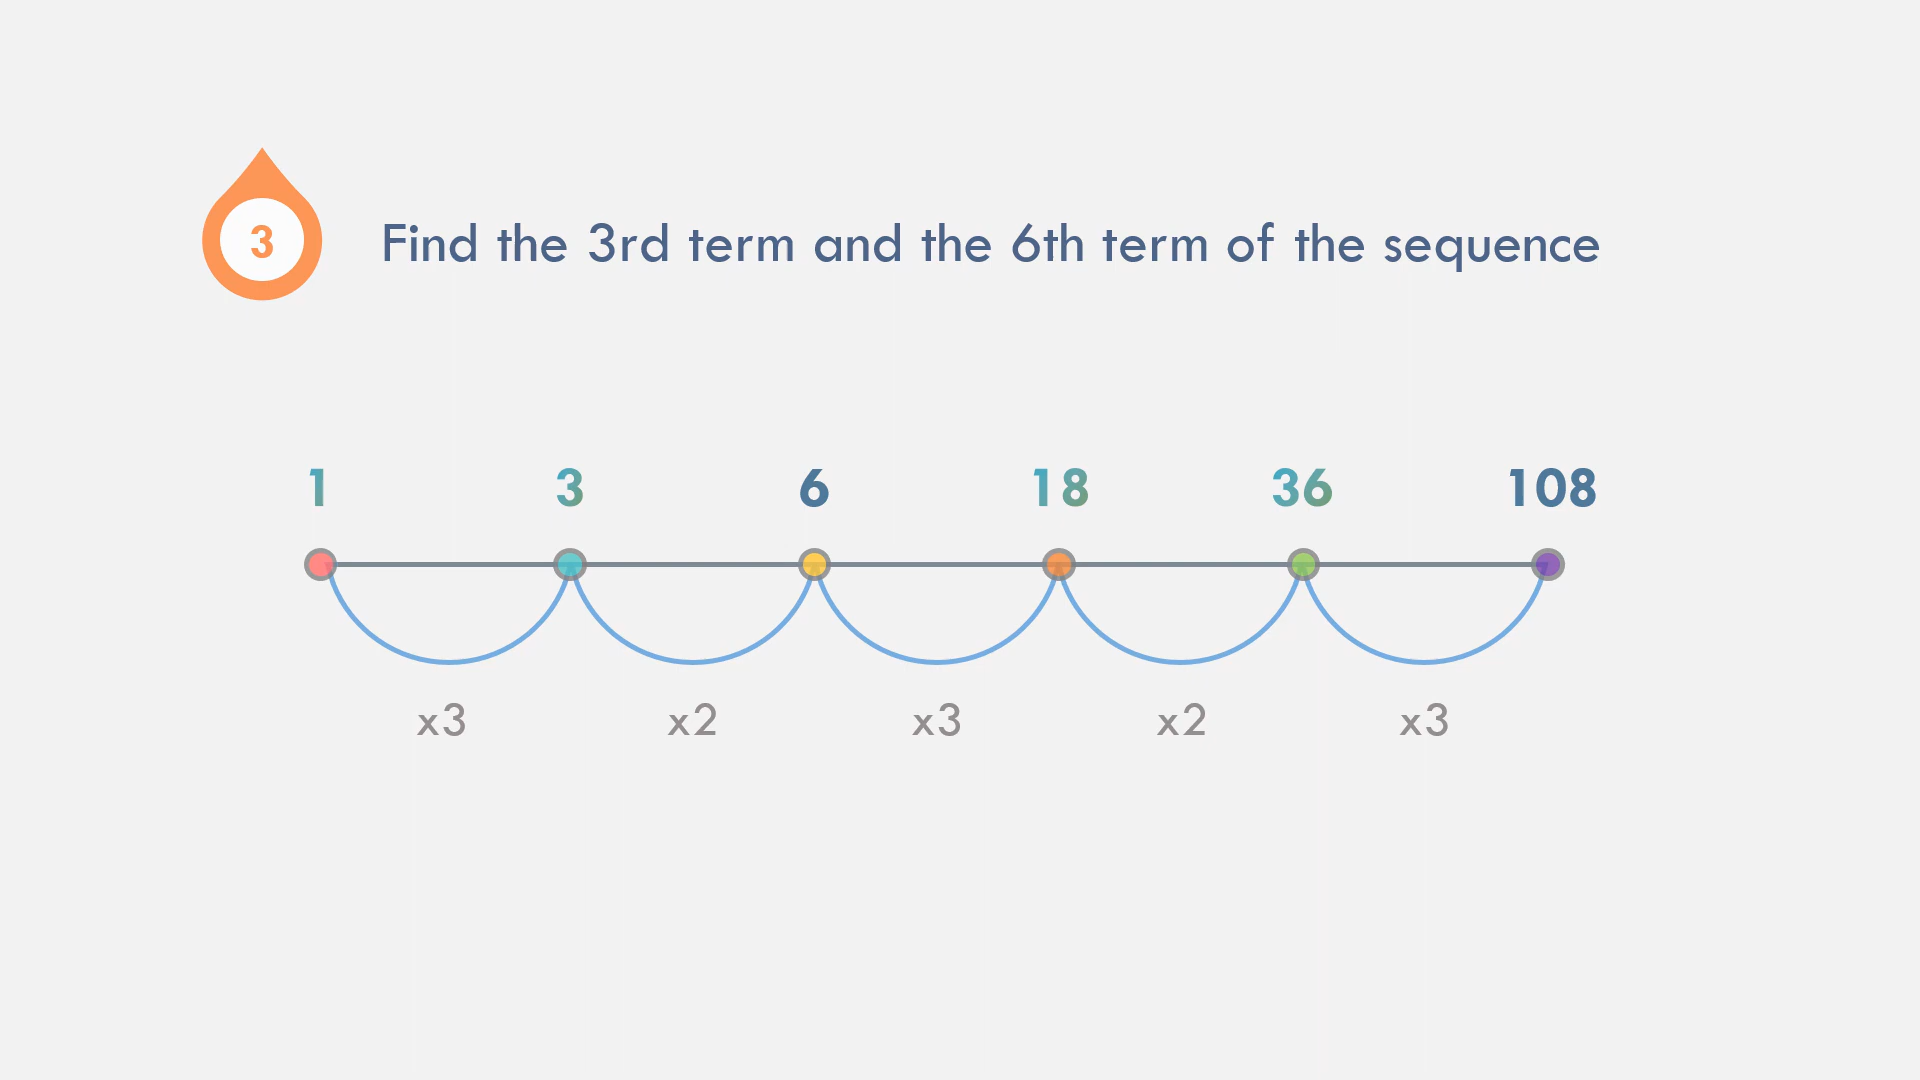 3
Find the 3rd term and the 6th term of the sequence
1 3 6 18 36 108
x3 x2 x3 x2 x3